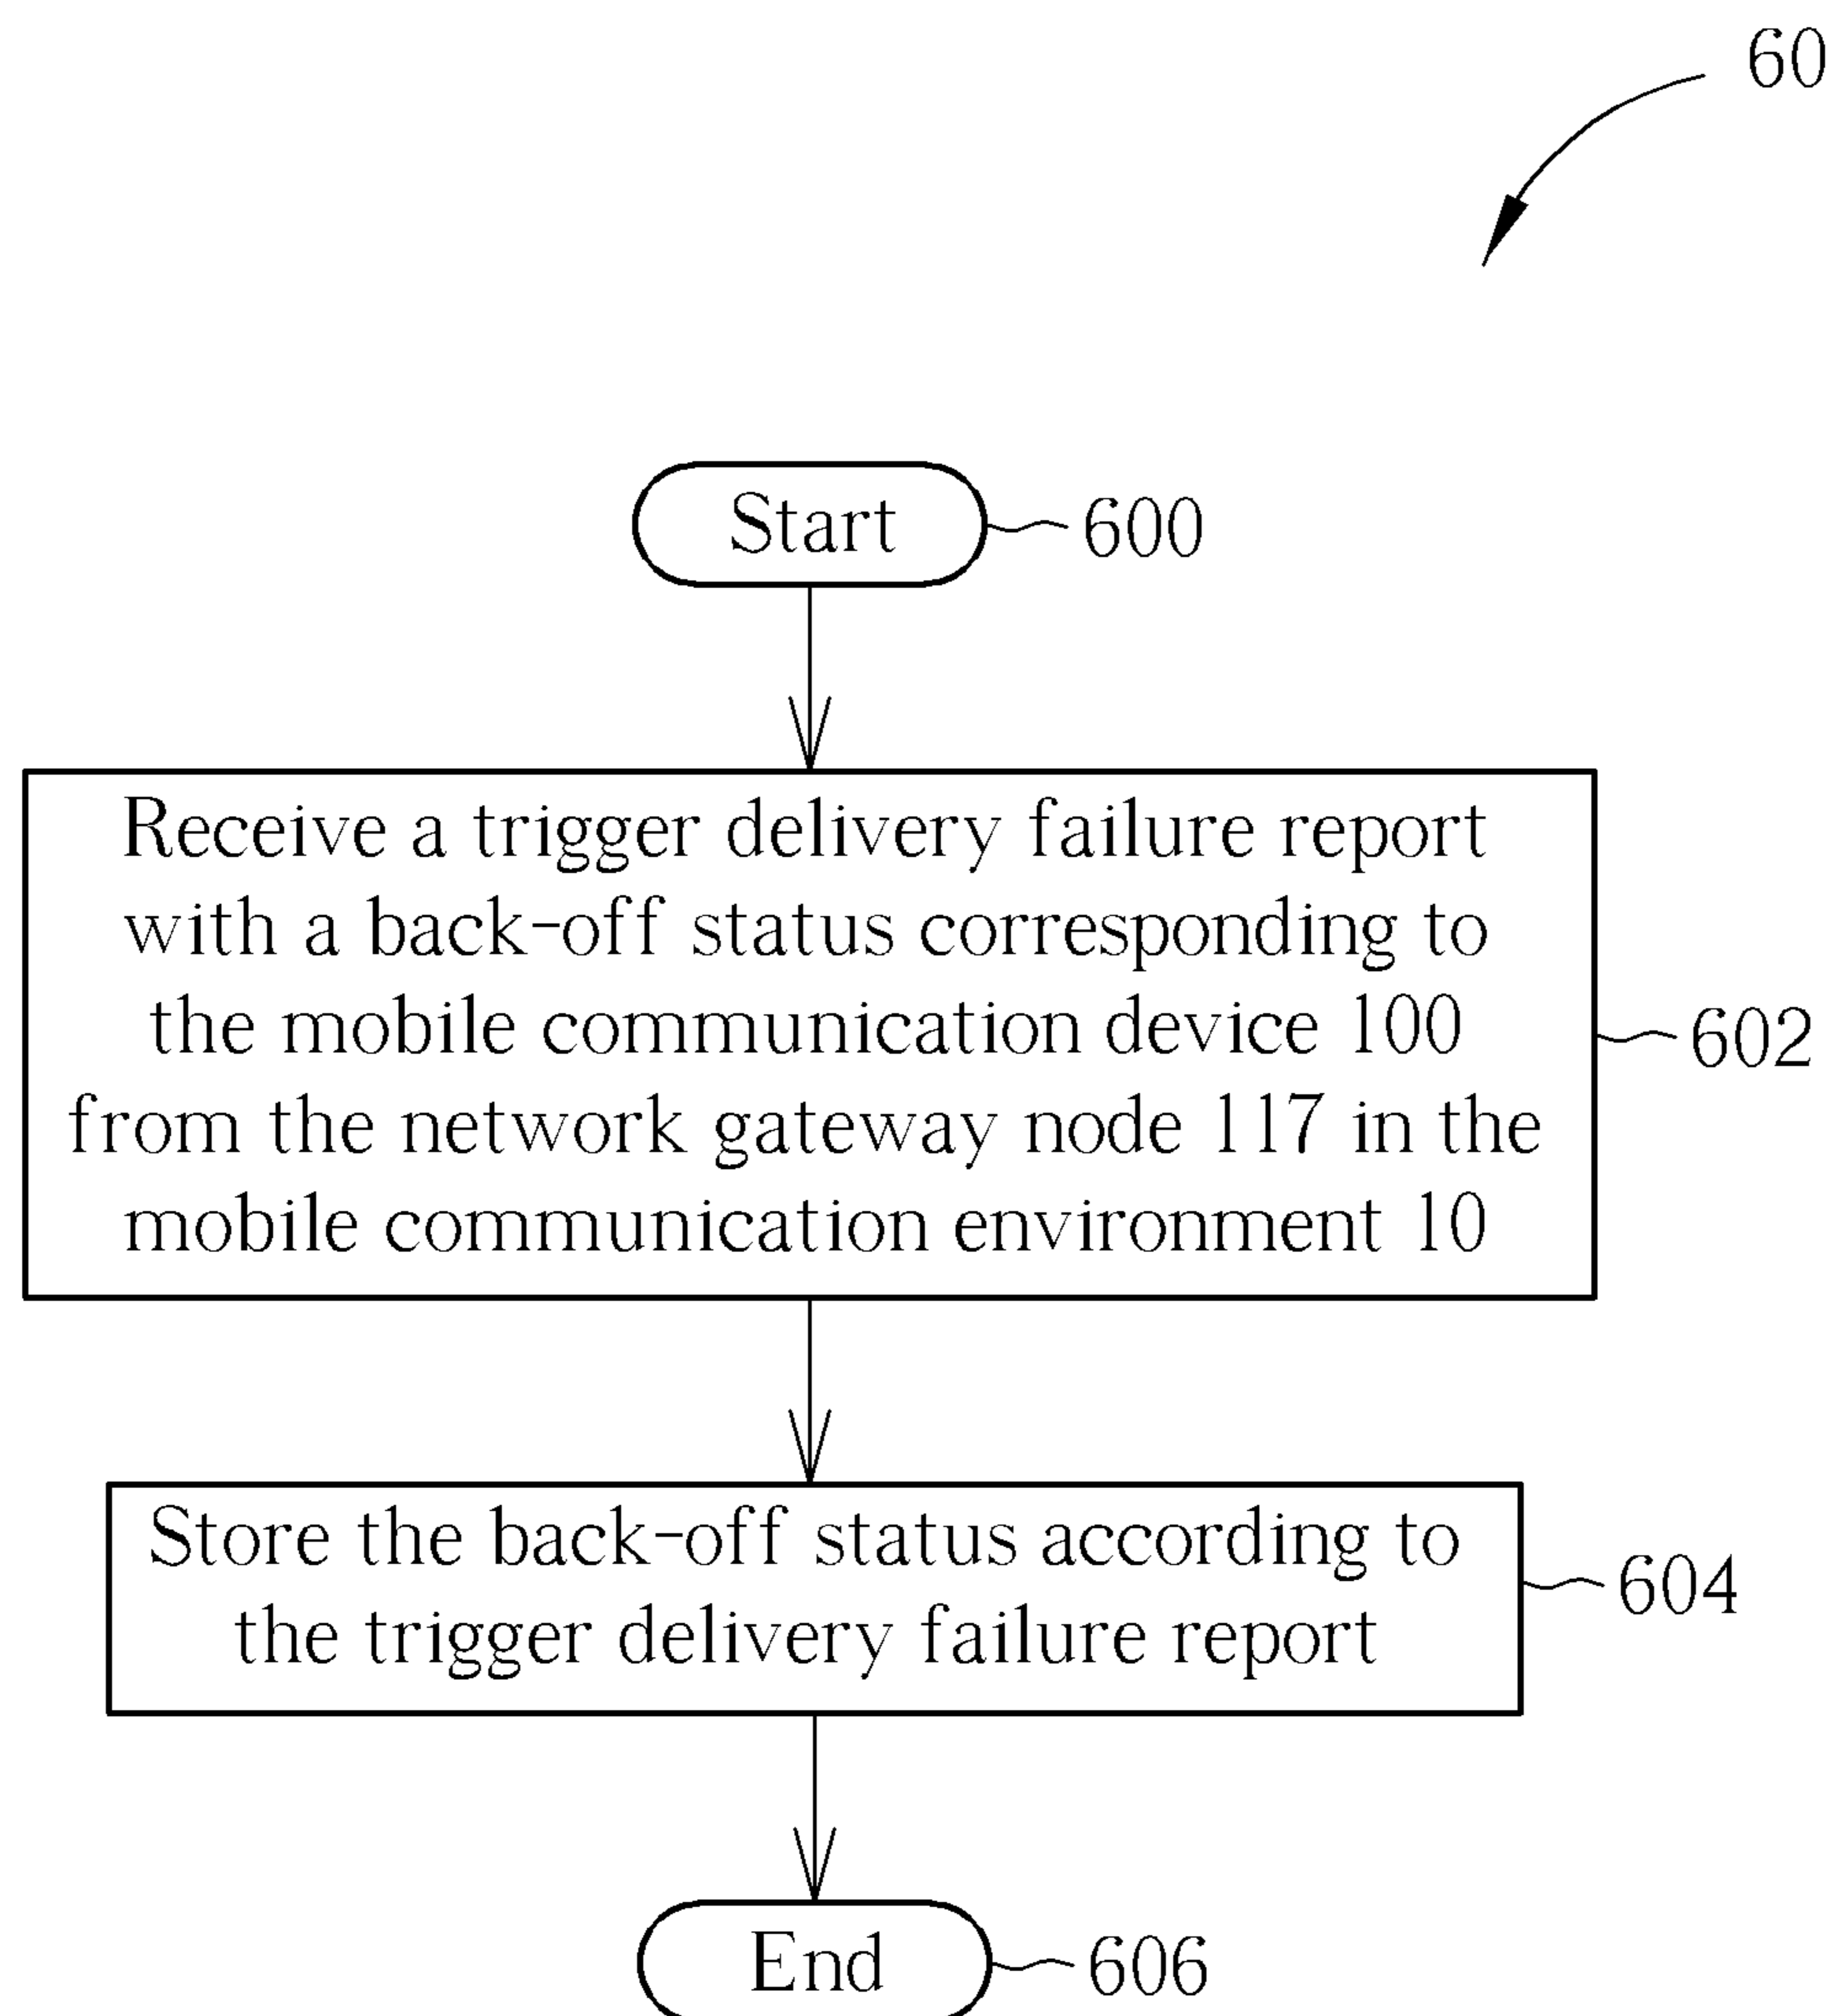 60
Start
600
Receive a trigger delivery failure report
with a back-off status corresponding to
the mobile communication device 100
from the network gateway node 117 in the
mobile communication environment 10
602
Store the back-off status according to
the trigger delivery failure report
604
End
606